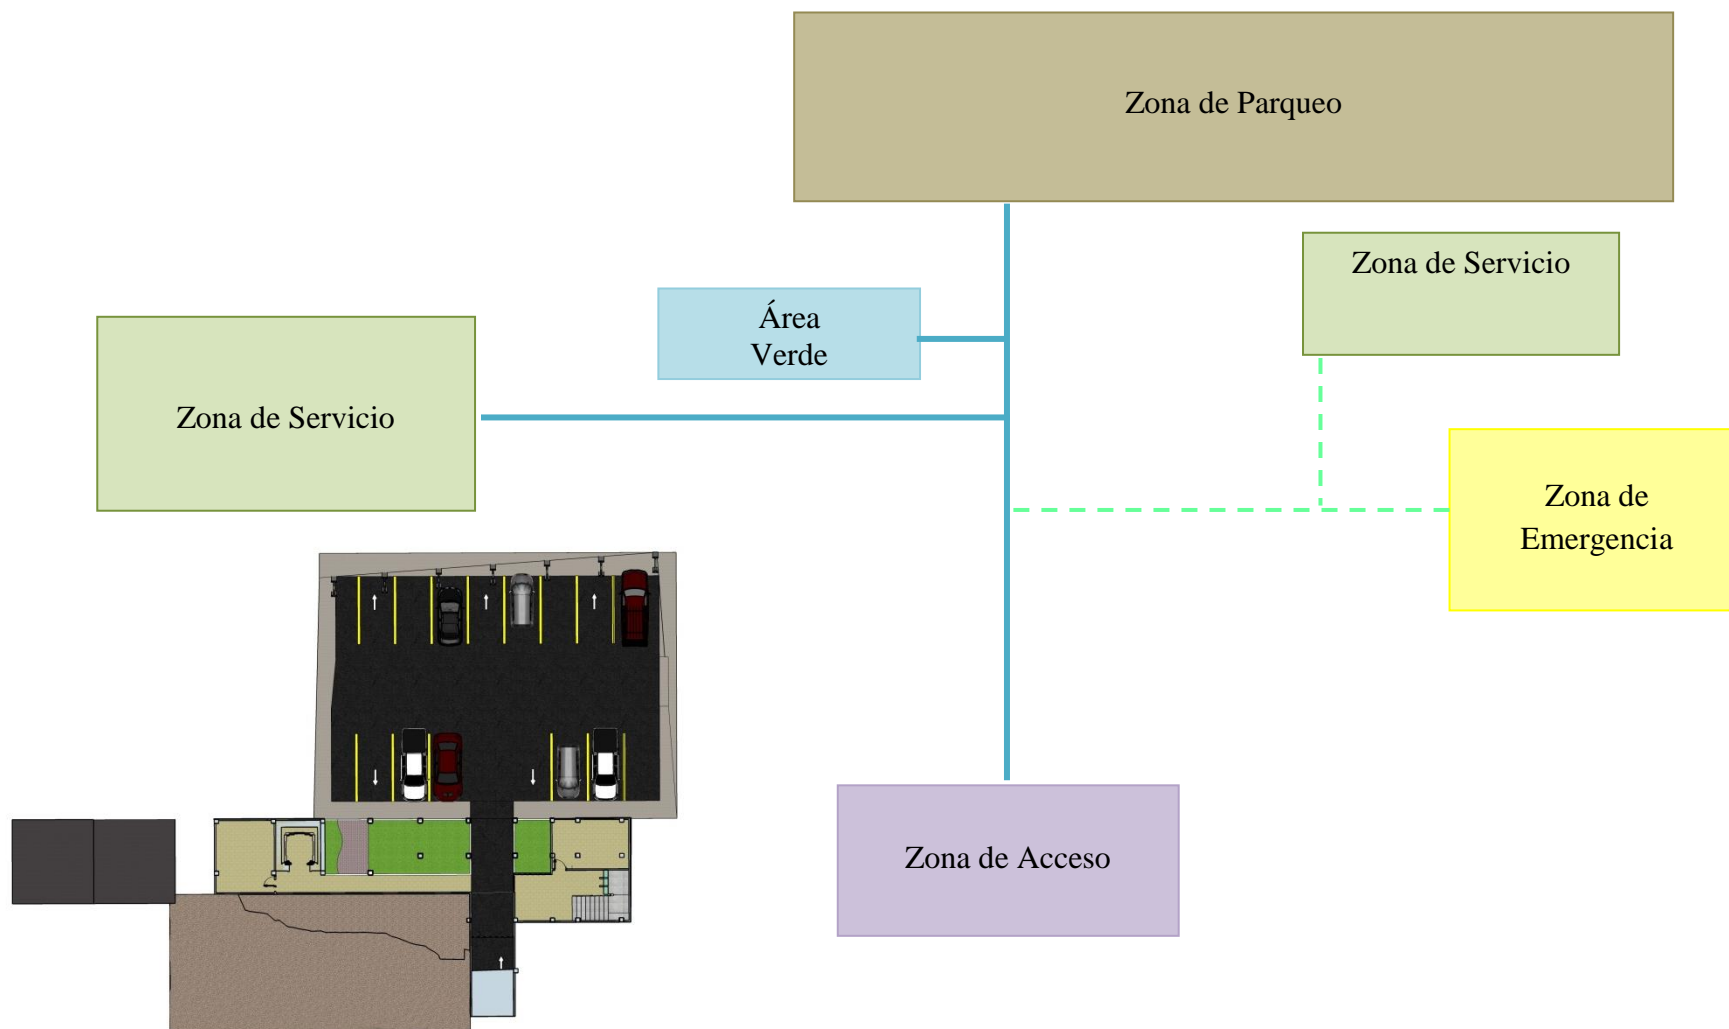 Zona de Parqueo
Zona de Servicio
Área
Verde
Zona de Servicio
Zona de
Emergencia
Zona de Acceso